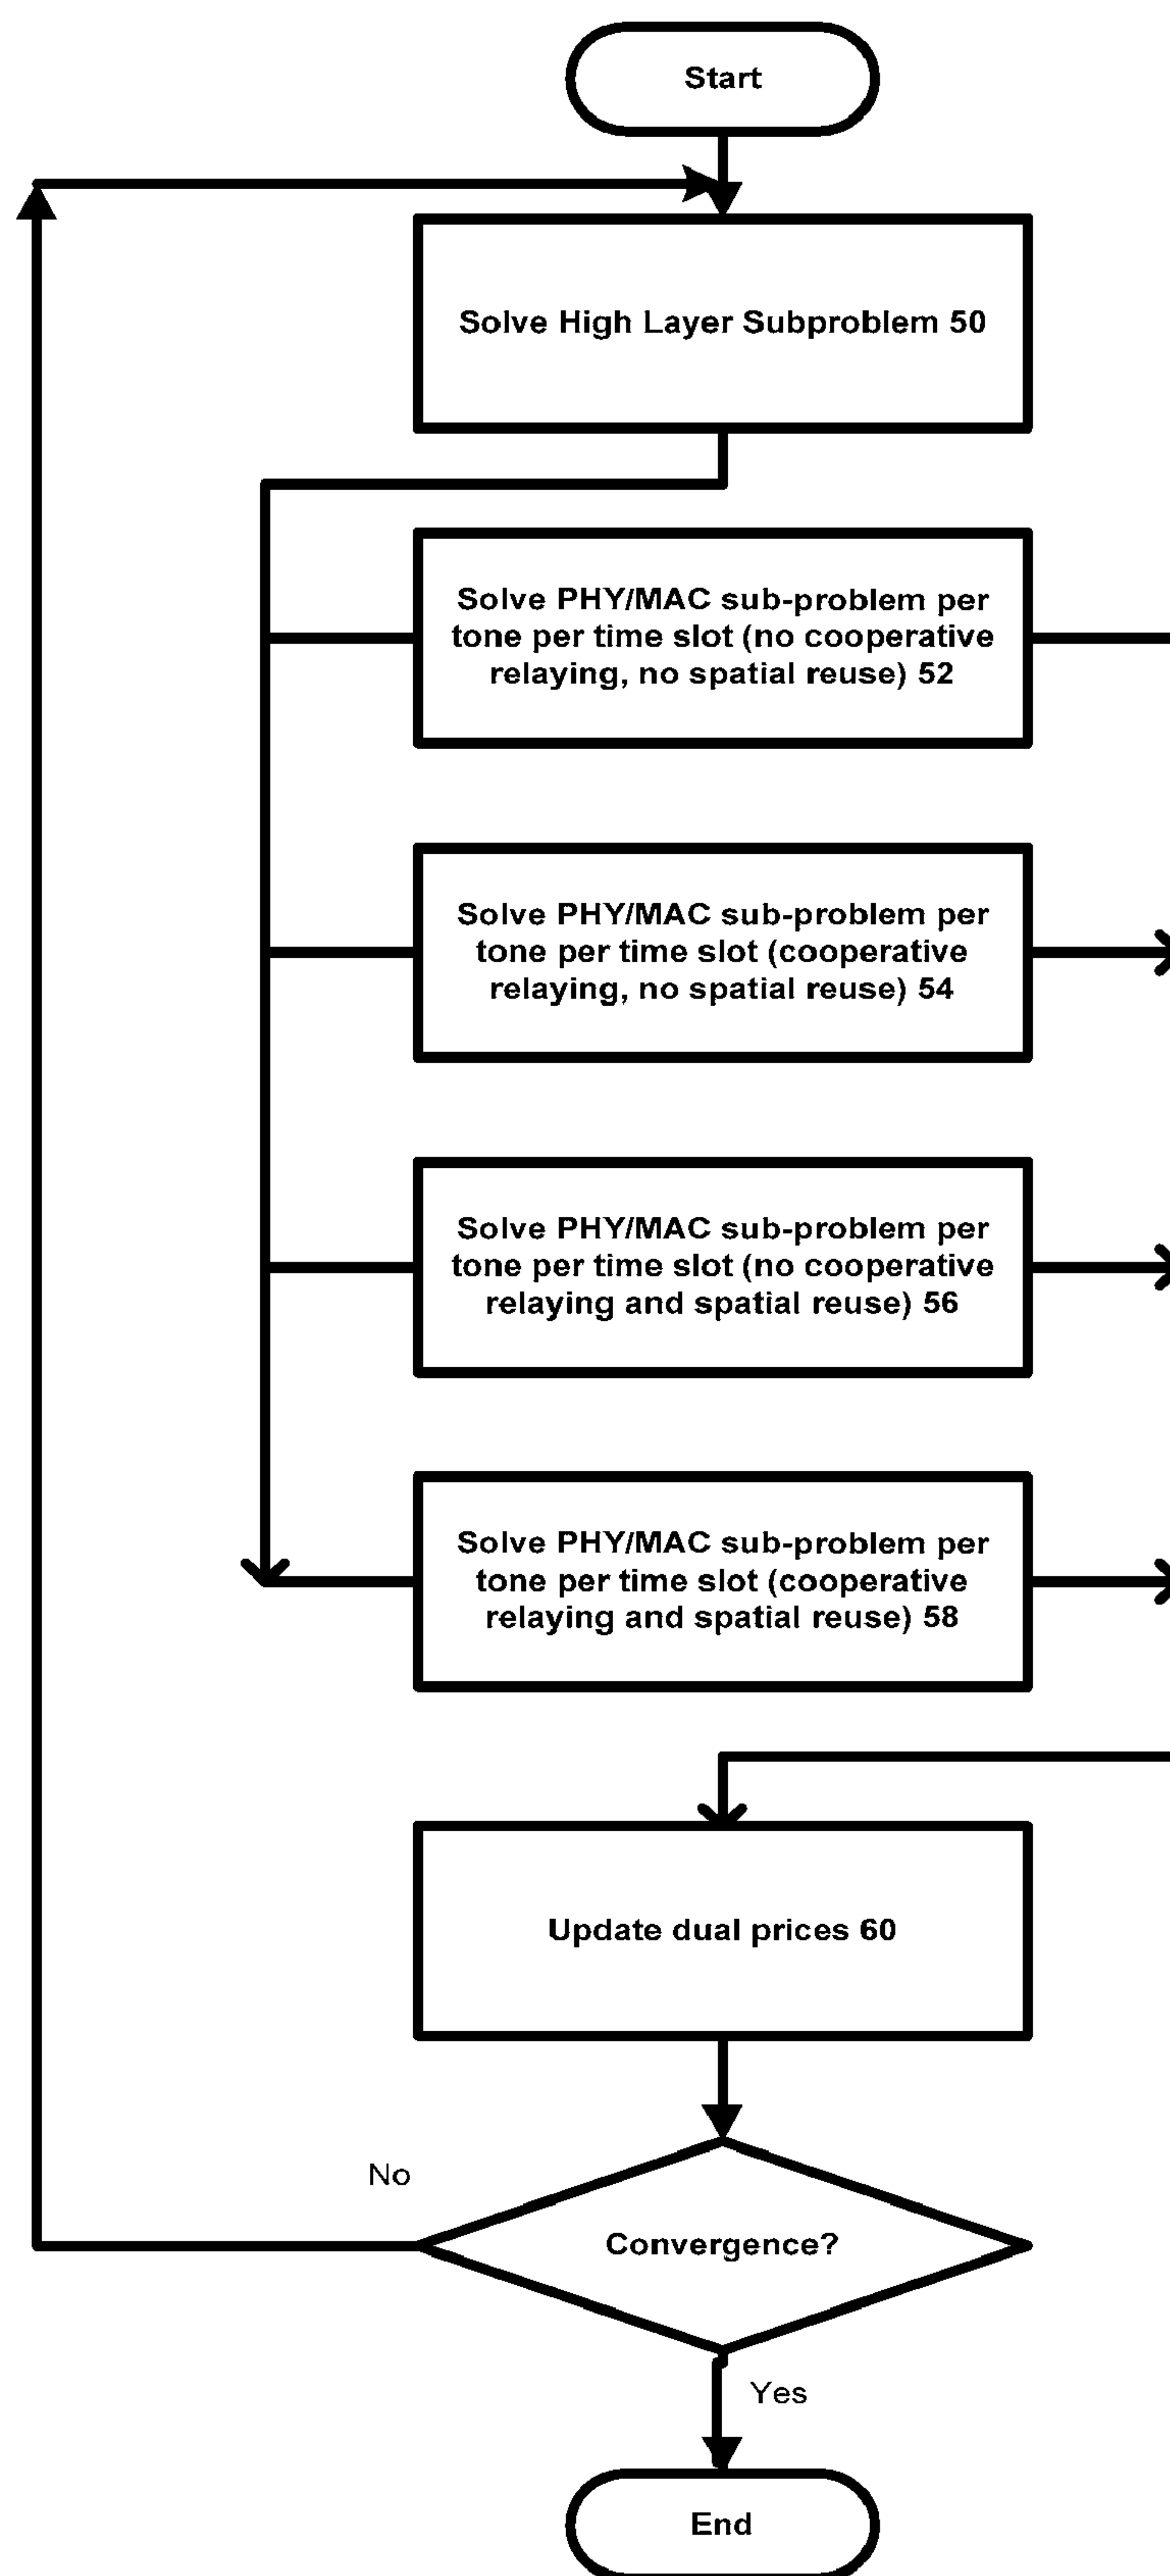 Start
Solve High Layer Subproblem 50
Solve PHY/MAC sub-problem per
tone per time slot (no cooperative
relaying, no spatial reuse) 52
Solve PHY/MAC sub-problem per
tone per time slot (cooperative
relaying, no spatial reuse) 54
Solve PHY/MAC sub-problem per
tone per time slot (no cooperative
relaying and spatial reuse) 56
Solve PHY/MAC sub-problem per
tone per time slot (cooperative
relaying and spatial reuse) 58
Update dual prices 60
No
Convergence?
Yes
End